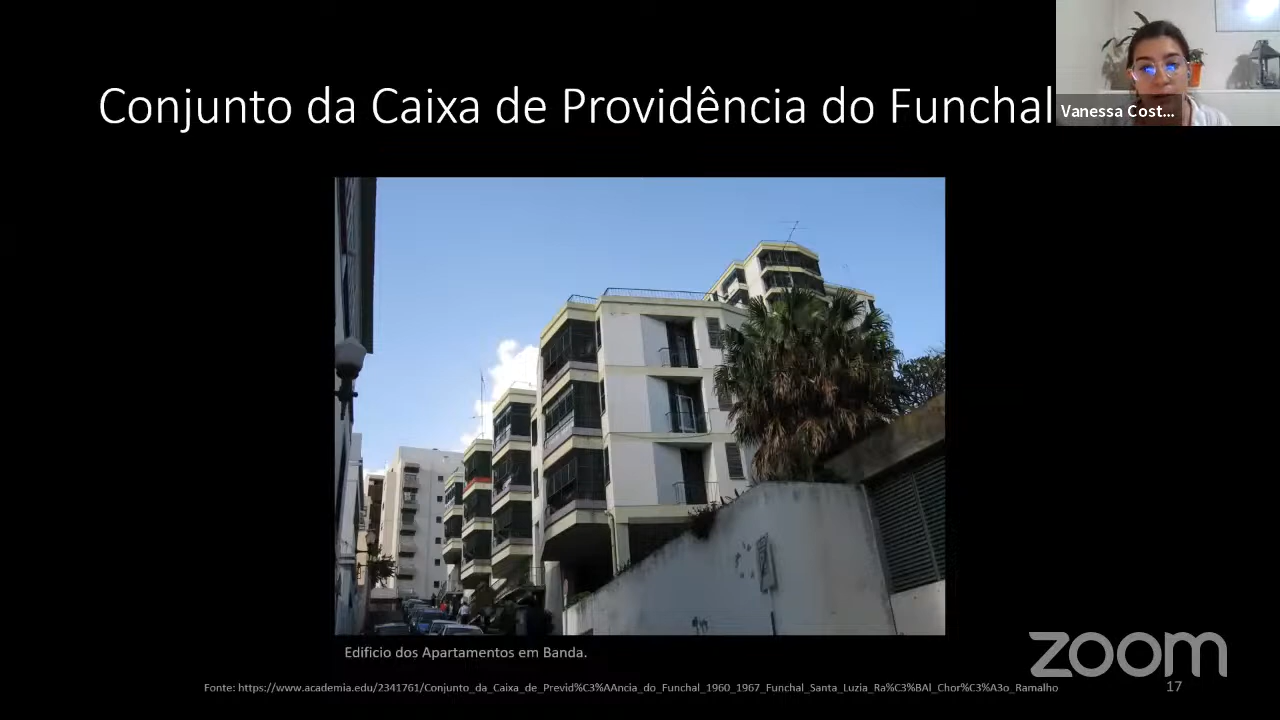 Conjunto da Caixa de Providência do Funchal
Vanessa Cost...
Edifício dos Apartamentos em Banda.
Fonte: https://www.academia.edu/2341761/Conjunto_da_Caixa_de_Previd%C3%AAncia_do_Funchal_1960_1967_Funchal_Santa_Luzia_Ra%C3%BAl_Chor%C3%A3o_Ramalho
zoom
17